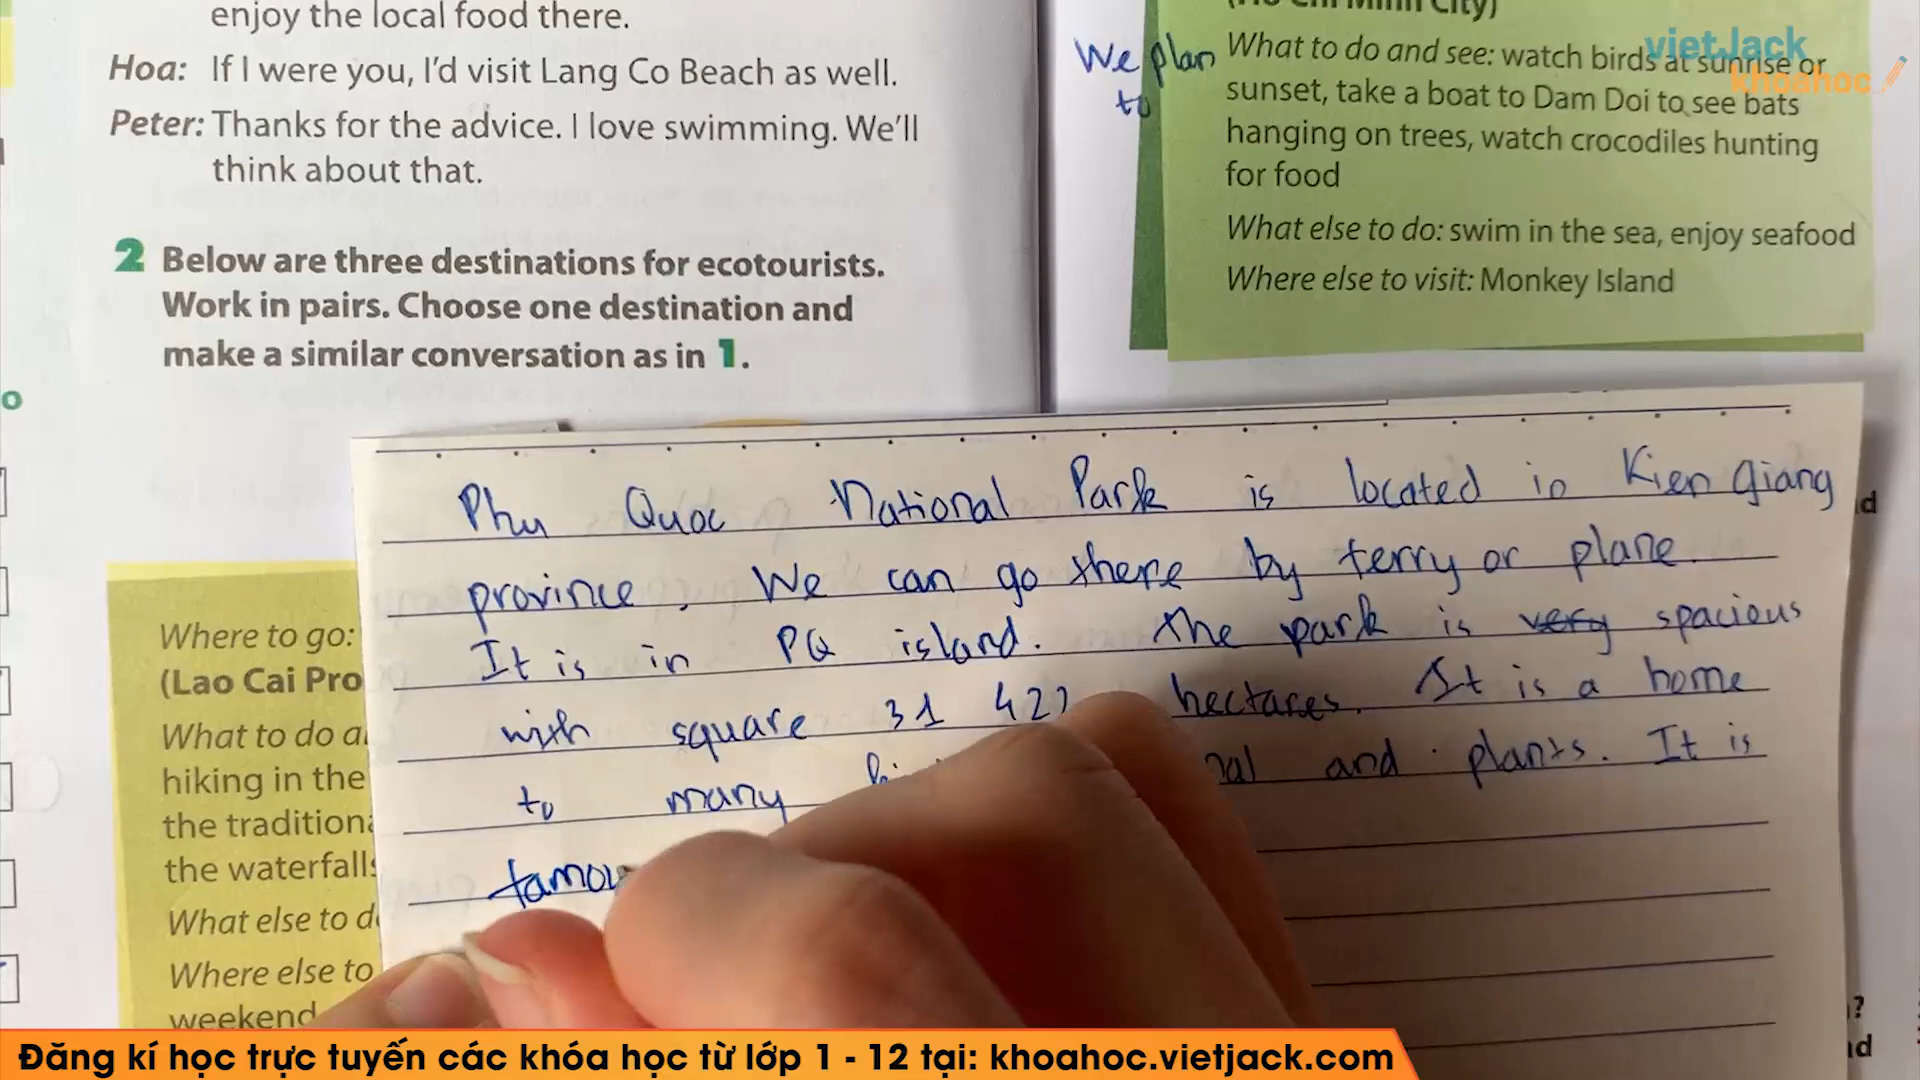 enjoy the local food there.
Hoa: If I were you, I'd visit Lang Co Beach as well.
Peter: Thanks for the advice. I love swimming. We'll
think about that.
2 Below are three destinations for ecotourists.
Work in pairs. Choose one destination and
make a similar conversation as in 1.
We plan
to
What to do and see: watch birds at sunrise or
sunset, take a boat to Dam Doi to see bats
hanging on trees, watch crocodiles hunting
for food
What else to do: swim in the sea, enjoy seafood
Where else to visit: Monkey Island
vietJack
khoahoc
Where to go:
(Lao Cai Pro
What to do a
hiking in the
the tradition
the waterfalls
What else to d
Where else to
weekend
Phu Quoc National Park is located in Kien Giang
province. We can go there by ferry or plane.
It is in PQ island. The park is very spacious
with square 31 422 hectares. It is a home
to many and plants. It is
famou
Đăng kí học trực tuyến các khóa học từ lớp 1 - 12 tại: khoahoc.vietjack.com